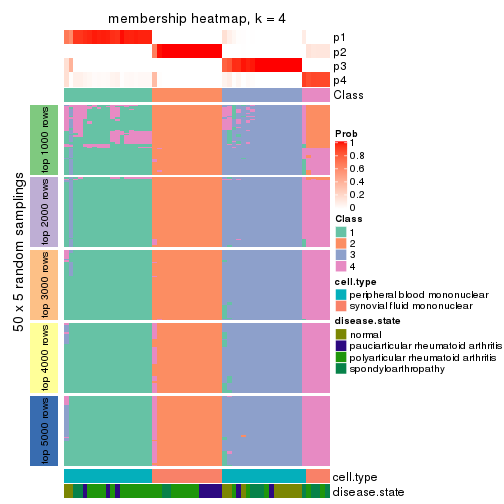 membership heatmap, k = 4
p1
p2
p3
p4
Class
50 x 5 random samplings
top 1000 rows
top 2000 rows
top 3000 rows
top 4000 rows
top 5000 rows
cell.type
disease.state
Prob
1
0.8
0.6
0.4
0.2
0
Class
1
2
3
4
cell.type
peripheral blood mononuclear
synovial fluid mononuclear
disease.state
normal
pauciarticular rheumatoid arthritis
polyarticular rheumatoid arthritis
spondyloarthropathy